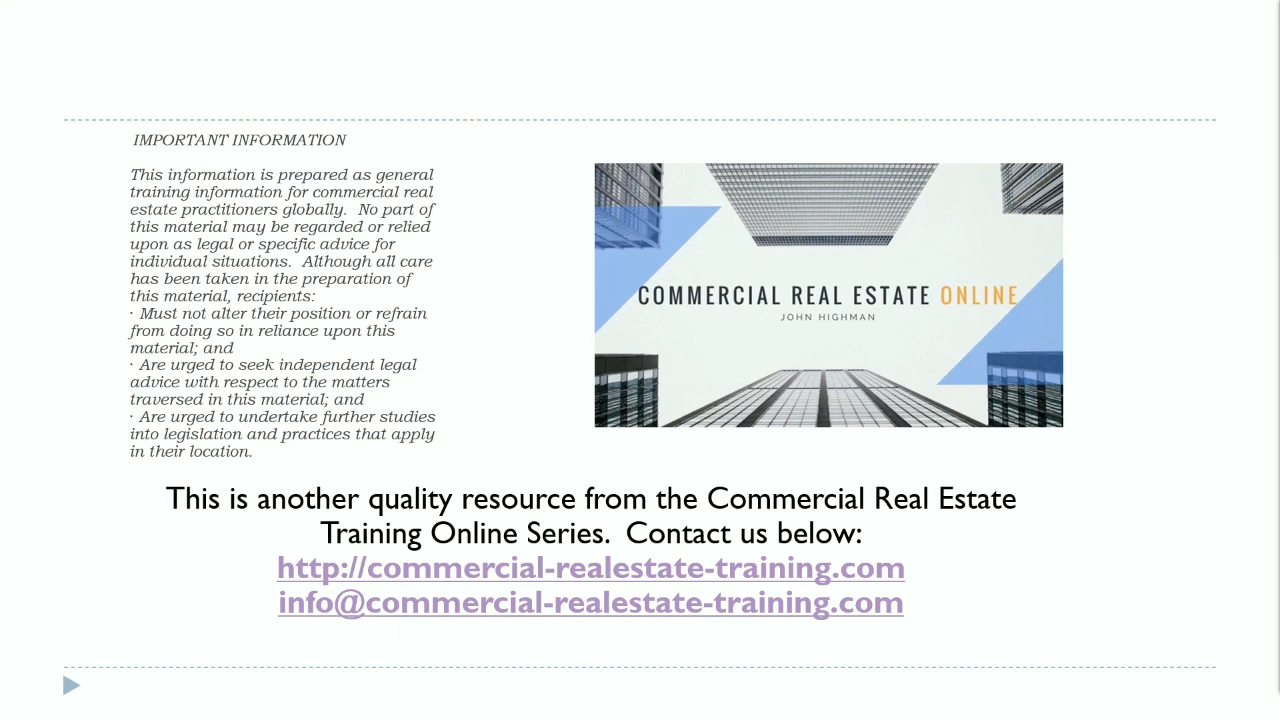 IMPORTANT INFORMATION
This information is prepared as general
training information for commercial real
estate practitioners globally.  No part of
this material may be regarded or relied
upon as legal or specific advice for
individual situations.  Although all care
has been taken in the preparation of
this material, recipients:
· Must not alter their position or refrain
from doing so in reliance upon this
material; and
· Are urged to seek independent legal
advice with respect to the matters
traversed in this material; and
· Are urged to undertake further studies
into legislation and practices that apply
in their location.
COMMERCIAL REAL ESTATE ONLINE
JOHN HIGHMAN
This is another quality resource from the Commercial Real Estate
Training Online Series.  Contact us below:
http://commercial-realestate-training.com
info@commercial-realestate-training.com